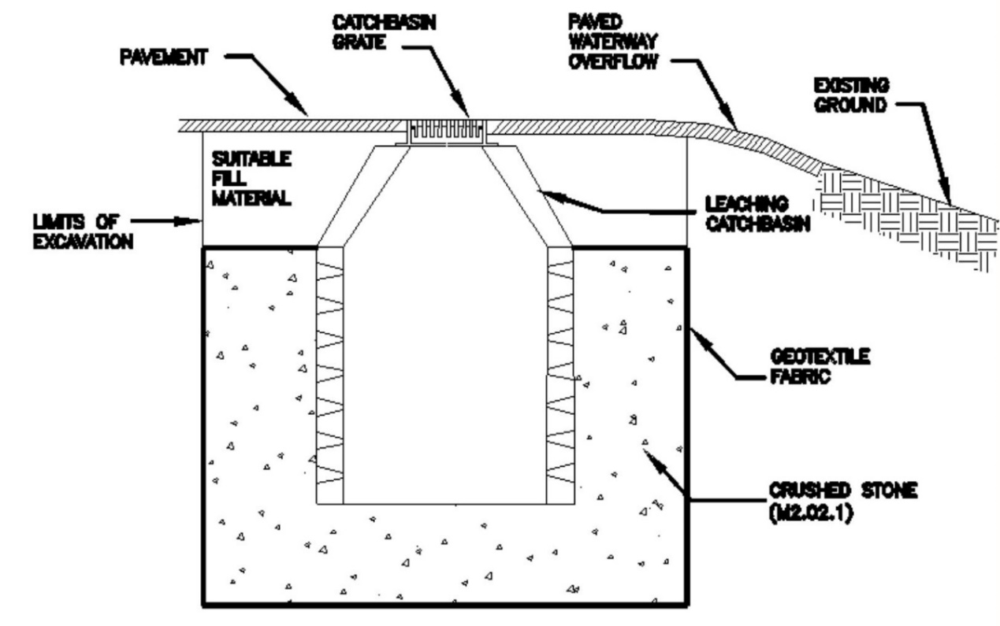 CATCHBASIN
GRATE
PAVED
WATERWAY
OVERFLOW
PAVEMENT
EXISTING
GROUND
SUITABLE
FILL
MATERIAL
LEACHING
CATCHBASIN
LIMITS OF
EXCAVATION
GEOTEXTILE
FABRIC
CRUSHED STONE
(M2.02.1)